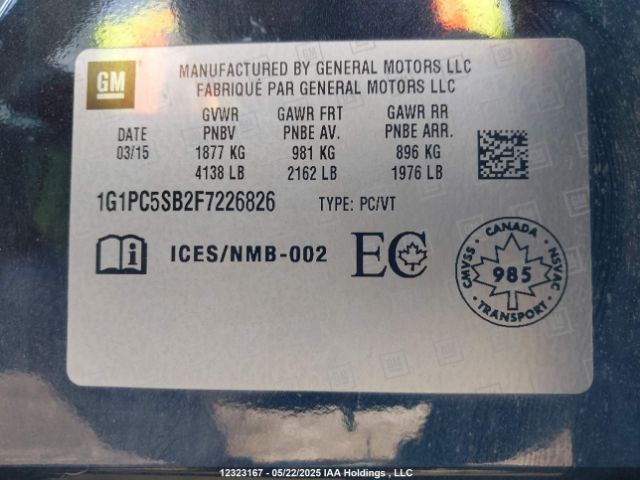 GM
MANUFACTURED BY GENERAL MOTORS LLC
FABRIQUÉ PAR GENERAL MOTORS LLC
DATE
03/15
GVWR
PNBV
1877 KG
4138 LB
GAWR FRT
PNBE AV.
981 KG
2162 LB
GAWR RR
PNBE ARR.
896 KG
1976 LB
1G1PC5SB2F7226826 TYPE: PC/VT
i ICES/NMB-002 EC
CANADA
CMVSS 985 NSVAC
TRANSPORT
12323167 - 05/22/2025 IAA Holdings , LLC